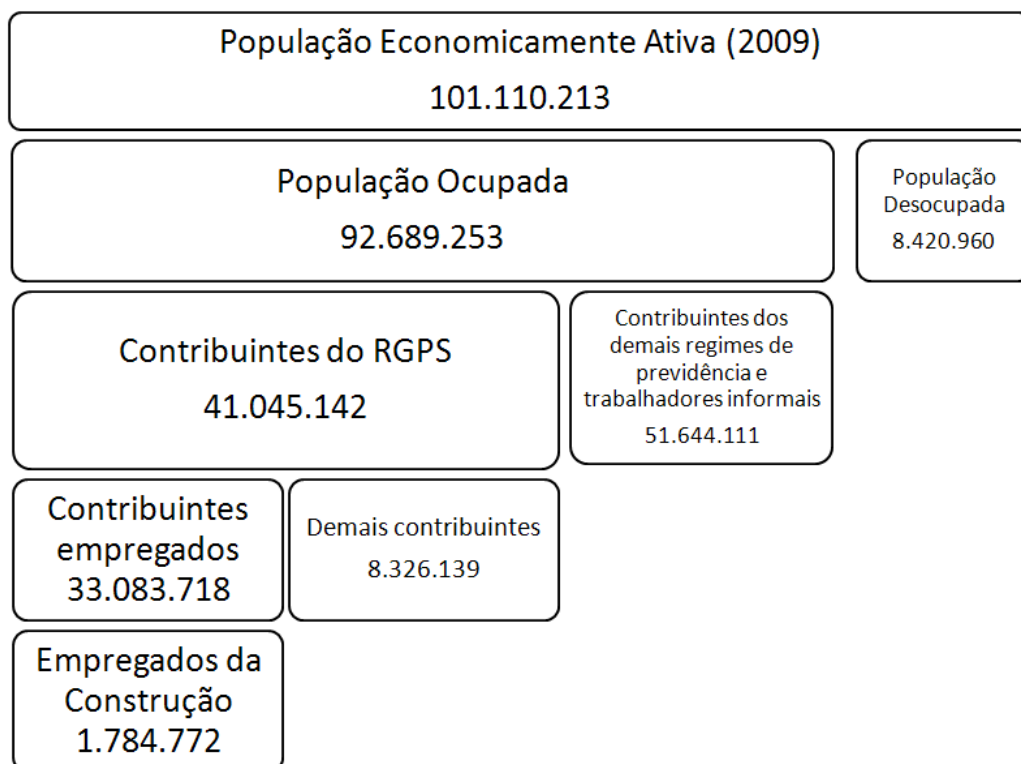 População Economicamente Ativa (2009)
101.110.213
População Ocupada
92.689.253
População
Desocupada
8.420.960
Contribuintes do RGPS
41.045.142
Contribuintes dos
demais regimes de
previdência e
trabalhadores informais
51.644.111
Contribuintes
empregados
33.083.718
Demais contribuintes
8.326.139
Empregados da
Construção
1.784.772